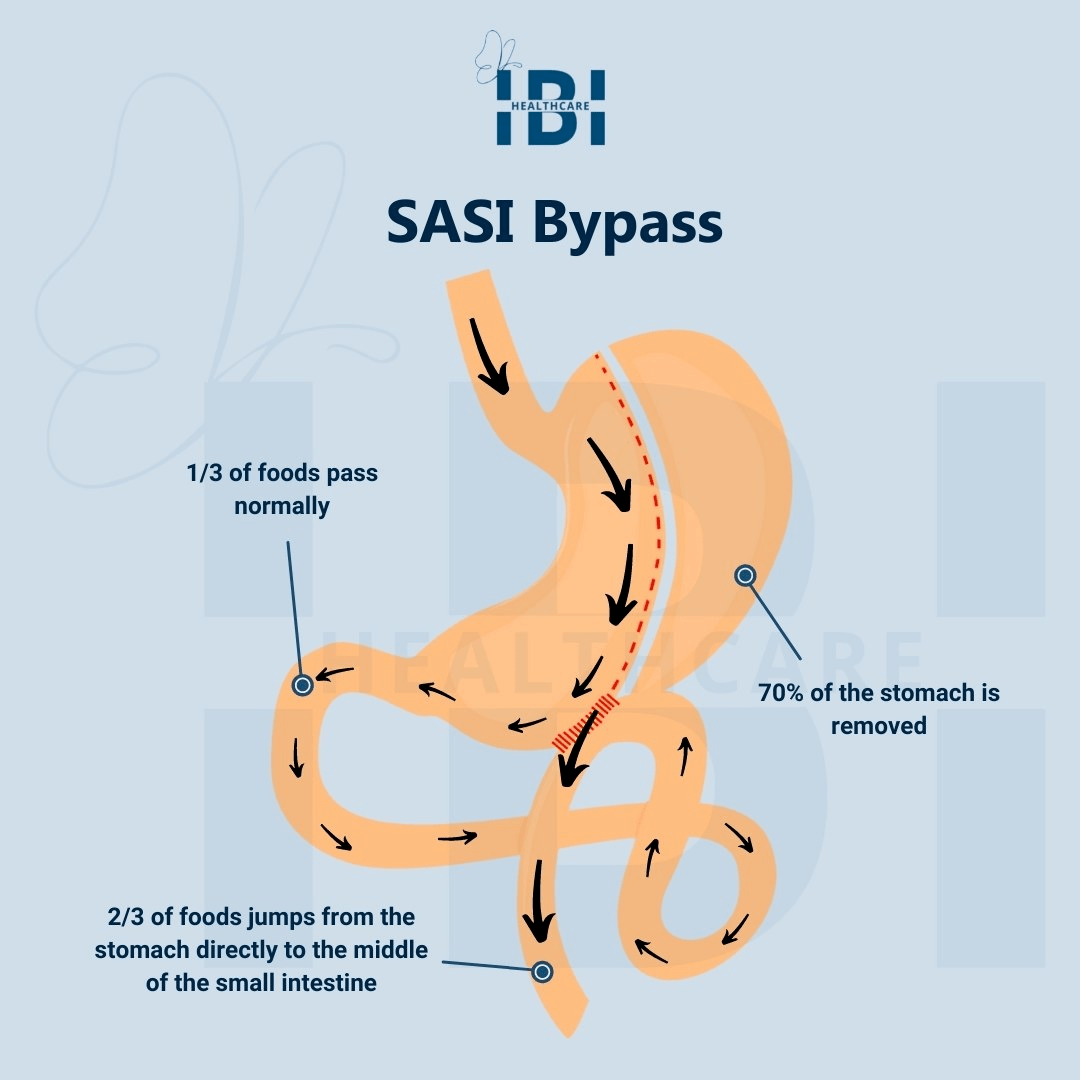 IBI
HEALTHCARE
SASI Bypass
1/3 of foods pass
normally
HEALTHCARE
70% of the stomach is
removed
2/3 of foods jumps from the
stomach directly to the middle
of the small intestine